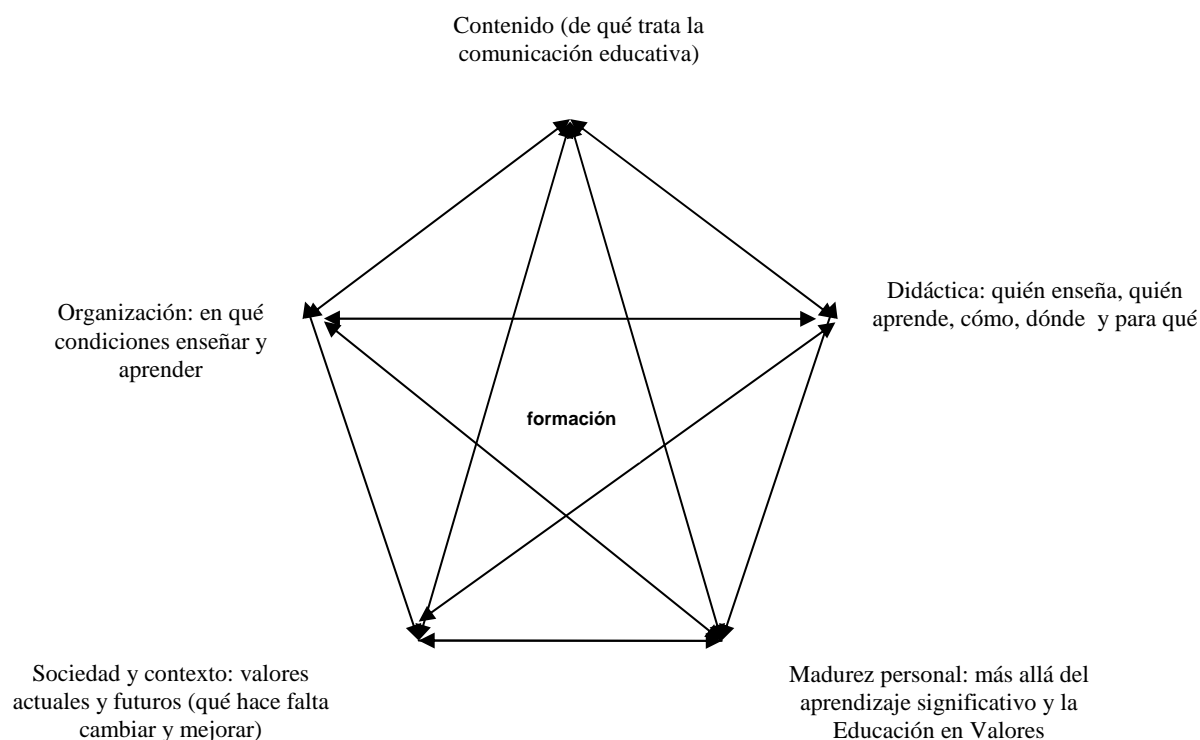 Contenido (de qué trata la
comunicación educativa)
Organización: en qué
condiciones enseñar y
aprender
Didáctica: quién enseña, quién
aprende, cómo, dónde y para qué
formación
Sociedad y contexto: valores
actuales y futuros (qué hace falta
cambiar y mejorar)
Madurez personal: más allá del
aprendizaje significativo y la
Educación en Valores